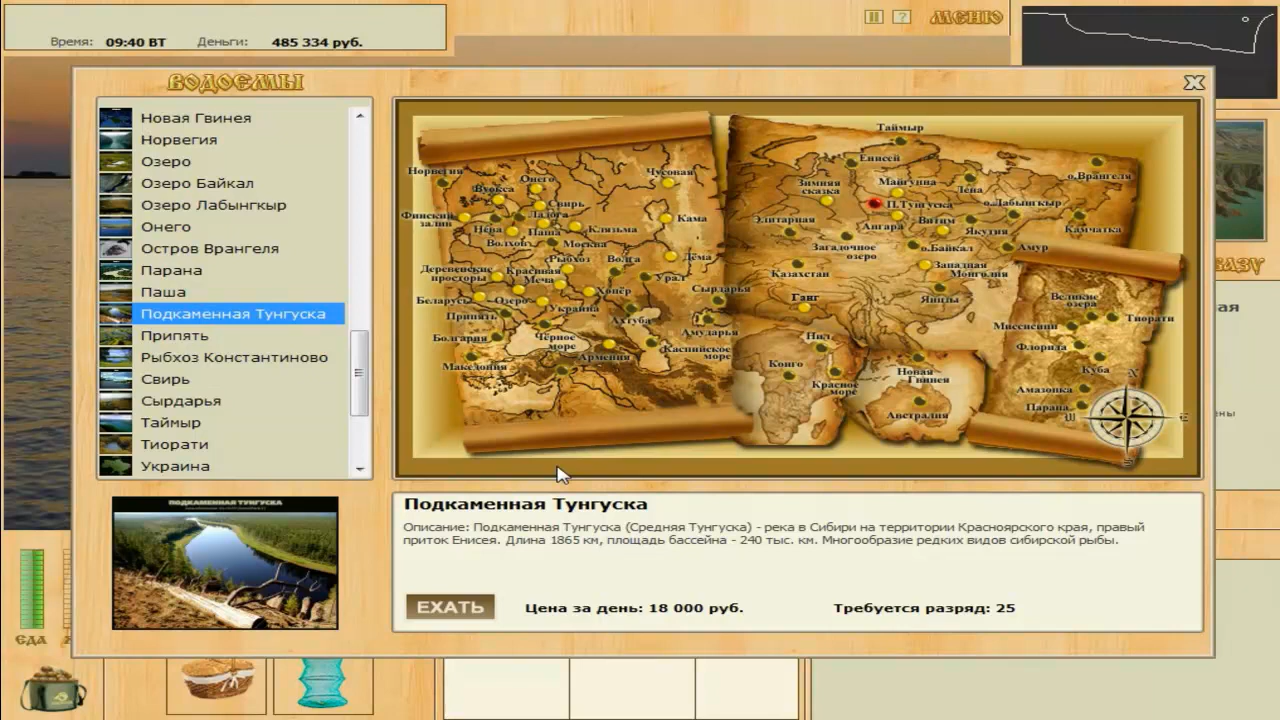 Время: 09:40 ВТ Деньги: 485 334 руб.
? МЕНЮ
ВОДОЕМЫ
X
Новая Гвинея
Норвегия
Озеро
Озеро Байкал
Озеро Лабынгкыр
Онего
Остров Врангеля
Парана
Паша
Подкаменная Тунгуска
Припять
Рыбхоз Константиново
Свирь
Сырдарья
Таймыр
Тиорати
Украина
Норвегия
Вуокса
Онего
Чусовая
Финский залив
Свирь
Ладога
Нёра
Паша
Клязьма
Кама
Волхов
Москва
Деревенские просторы
Рыбхоз
Волга
Дёма
Красивая Меча
Урал
Беларусь
Озеро
Хопёр
Сырдарья
Припять
Украина
Ахтуба
Болгария
Чёрное море
Амударья
Армения
Каспийское море
Македония
Таймыр
Енисей
Зимняя сказка
Майгунна
Лена
о.Врангеля
П.Тунгуска
о.Лабынгкыр
Элитарная
Ангара
Витим
Якутия
Камчатка
Загадочное озеро
о.Байкал
Амур
Казахстан
Западная Монголия
Ганг
Янцзы
Великие озера
Тиорати
Миссисипи
Флорида
Нил
Конго
Красное море
Новая Гвинея
Куба
Австралия
Амазонка
Парана
N
W
E
ПОДКАМЕННАЯ ТУНГУСКА
Подкаменная Тунгуска
Описание: Подкаменная Тунгуска (Средняя Тунгуска) - река в Сибири на территории Красноярского края, правый
приток Енисея. Длина 1865 км, площадь бассейна - 240 тыс. км. Многообразие редких видов сибирской рыбы.
ЕХАТЬ Цена за день: 18 000 руб. Требуется разряд: 25
ЕДА